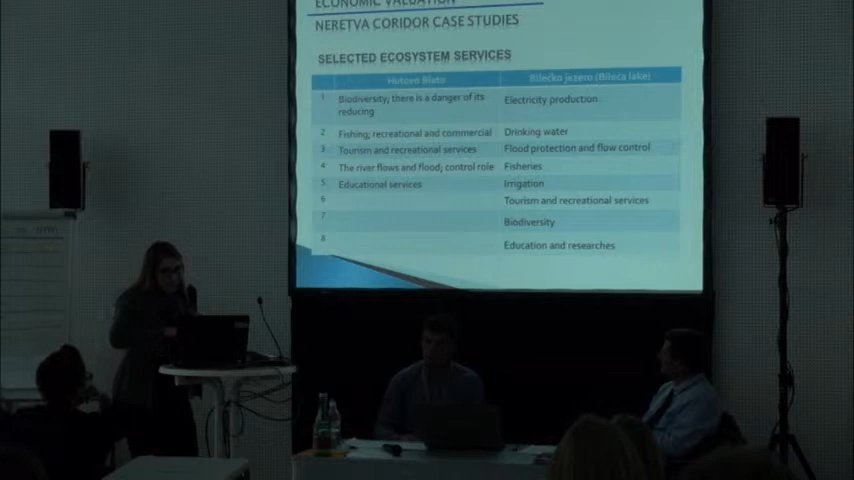 ECONOMIC VALUATION
NERETVA CORIDOR CASE STUDIES
SELECTED ECOSYSTEM SERVICES
Hutovo Blato Bilećko jezero (Bileca lake)
1 Biodiversity; there is a danger of its reducing Electricity production
2 Fishing; recreational and commercial Drinking water
3 Tourism and recreational services Flood protection and flow control
4 The river flows and flood; control role Fisheries
5 Educational services Irrigation
6 Tourism and recreational services
7 Biodiversity
8 Education and researches